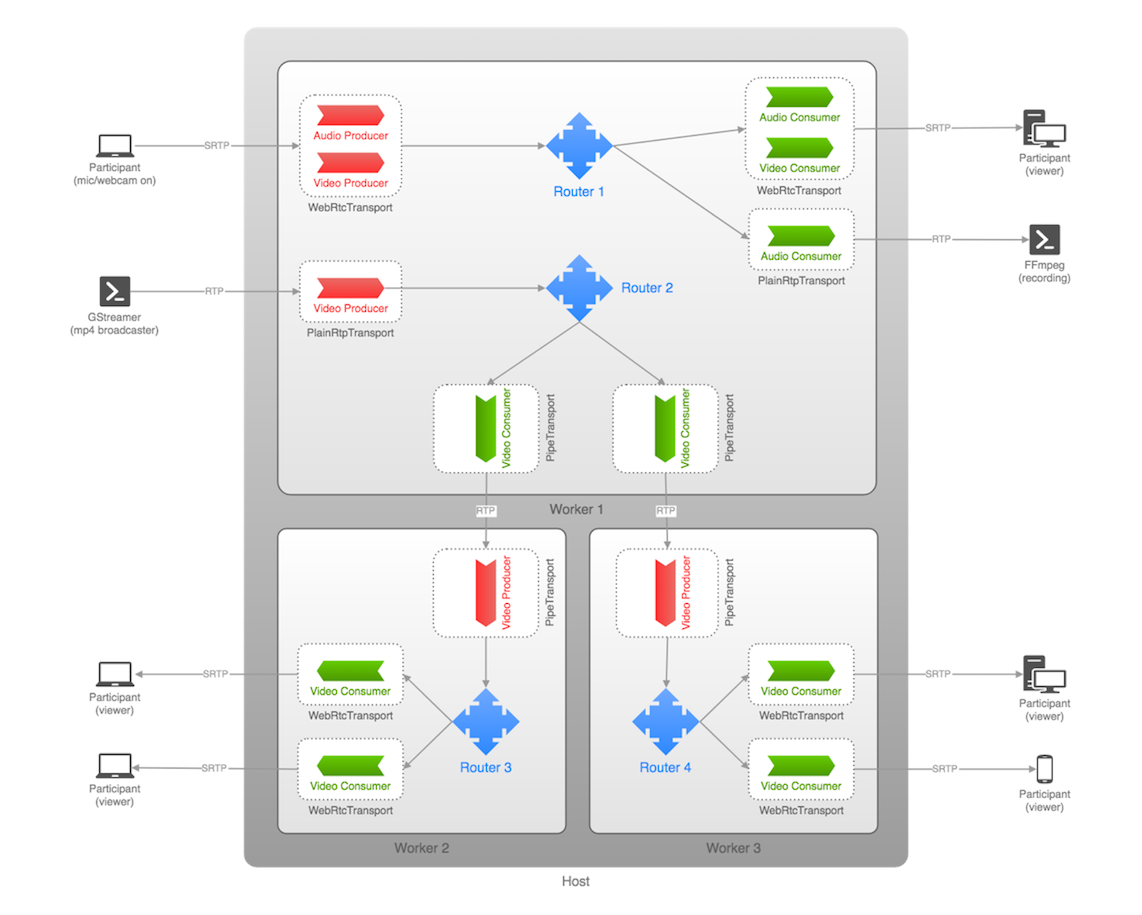 Audio Producer
Video Producer
WebRtcTransport
SRTP
Participant
(mic/webcam on)
Router 1
Audio Consumer
Video Consumer
WebRtcTransport
SRTP
Participant
(viewer)
Audio Consumer
PlainRtpTransport
RTP
FFmpeg
(recording)
GStreamer
(mp4 broadcaster)
RTP
Video Producer
PlainRtpTransport
Router 2
Video Consumer
PipeTransport
Video Consumer
PipeTransport
RTP
Worker 1
RTP
Video Producer
PipeTransport
Video Producer
PipeTransport
Participant
(viewer)
SRTP
Video Consumer
WebRtcTransport
Participant
(viewer)
SRTP
Video Consumer
WebRtcTransport
Router 3
Router 4
Video Consumer
WebRtcTransport
SRTP
Participant
(viewer)
Video Consumer
WebRtcTransport
SRTP
Participant
(viewer)
Worker 2
Worker 3
Host